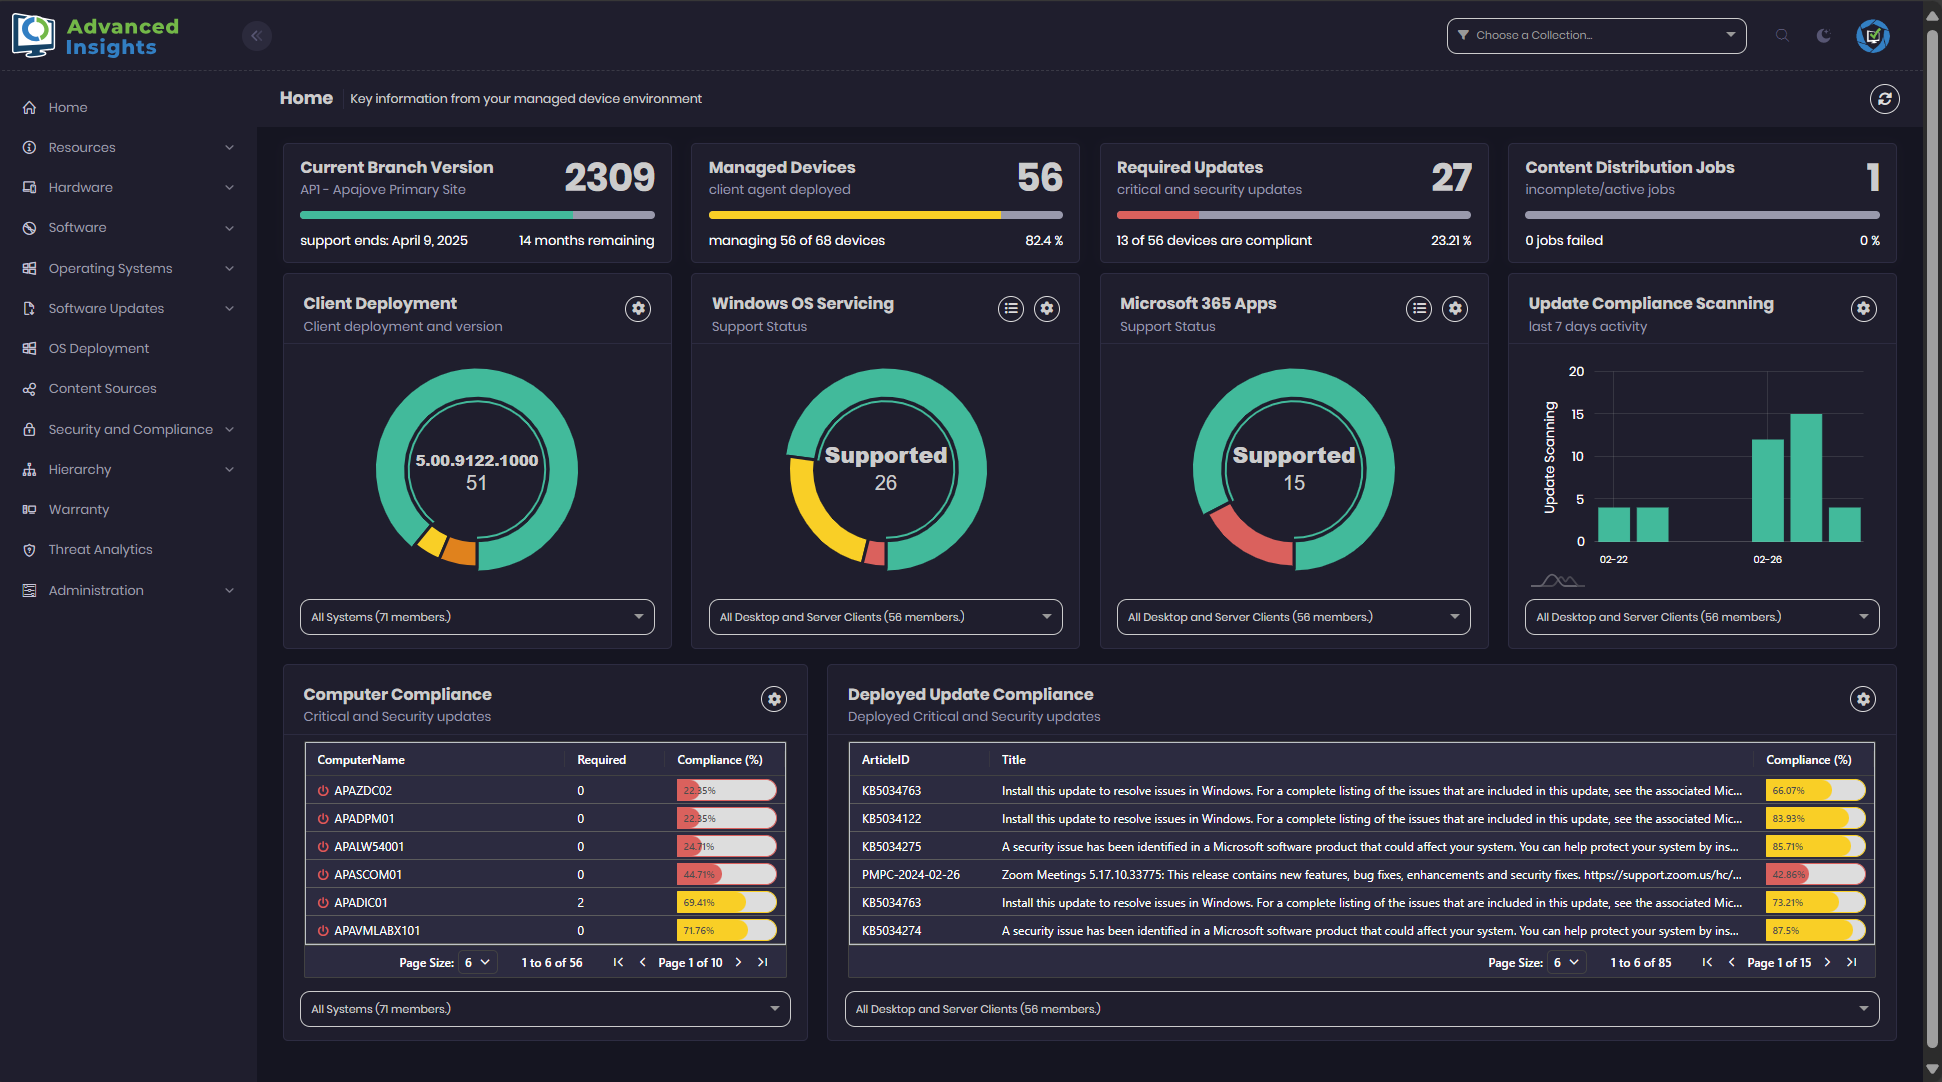 Advanced
Insights
Choose a Collection...
Home
Resources
Hardware
Software
Operating Systems
Software Updates
OS Deployment
Content Sources
Security and Compliance
Hierarchy
Warranty
Threat Analytics
Administration
Home Key information from your managed device environment
Current Branch Version 2309
AP1 - Apajove Primary Site
support ends: April 9, 2025 14 months remaining
Managed Devices 56
client agent deployed
managing 56 of 68 devices 82.4 %
Required Updates 27
critical and security updates
13 of 56 devices are compliant 23.21 %
Content Distribution Jobs 1
incomplete/active jobs
0 jobs failed 0 %
Client Deployment
Client deployment and version
5.00.9122.1000
51
All Systems (71 members.)
Windows OS Servicing
Support Status
Supported
26
All Desktop and Server Clients (56 members.)
Microsoft 365 Apps
Support Status
Supported
15
All Desktop and Server Clients (56 members.)
Update Compliance Scanning
last 7 days activity
Update Scanning
20
15
10
5
0
02-22 02-26
All Desktop and Server Clients (56 members.)
Computer Compliance
Critical and Security updates
ComputerName Required Compliance (%)
APAZDC02 0 22.35%
APADPM01 0 22.35%
APALW54001 0 24.71%
APASCOM01 0 44.71%
APADIC01 2 69.41%
APAVMLABX101 0 71.76%
Page Size: 6 1 to 6 of 56 Page 1 of 10
All Systems (71 members.)
Deployed Update Compliance
Deployed Critical and Security updates
ArticleID Title Compliance (%)
KB5034763 Install this update to resolve issues in Windows. For a complete listing of the issues that are included in this update, see the associated Mic... 66.07%
KB5034122 Install this update to resolve issues in Windows. For a complete listing of the issues that are included in this update, see the associated Mic... 83.93%
KB5034275 A security issue has been identified in a Microsoft software product that could affect your system. You can help protect your system by ins... 85.71%
PMPC-2024-02-26 Zoom Meetings 5.17.10.33775: This release contains new features, bug fixes, enhancements and security fixes. https://support.zoom.us/hc/... 42.86%
KB5034763 Install this update to resolve issues in Windows. For a complete listing of the issues that are included in this update, see the associated Mic... 73.21%
KB5034274 A security issue has been identified in a Microsoft software product that could affect your system. You can help protect your system by ins... 87.5%
Page Size: 6 1 to 6 of 85 Page 1 of 15
All Desktop and Server Clients (56 members.)